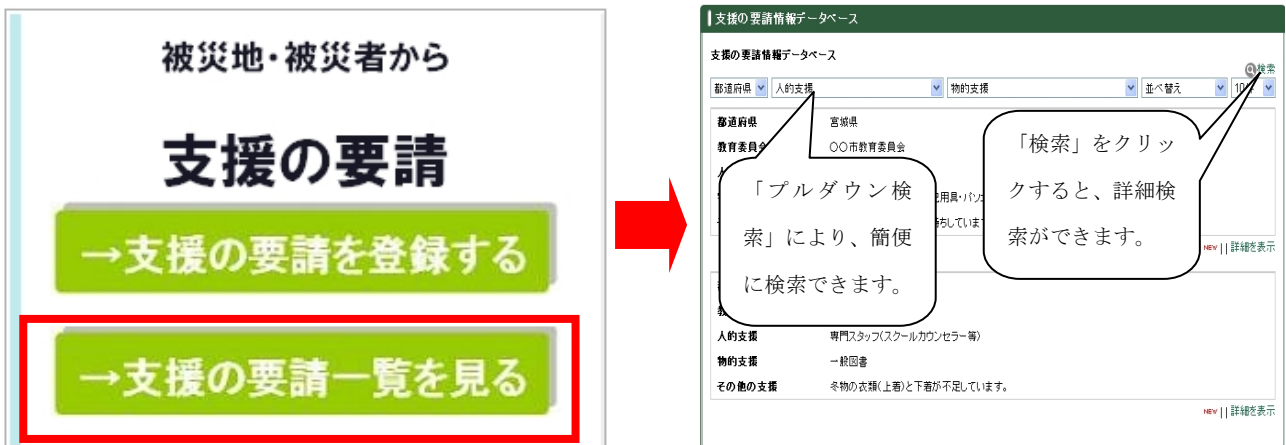 被災地・被災者から
支援の要請
→支援の要請を登録する
→支援の要請一覧を見る
支援の要請情報データベース
支援の要請情報データベース
検索
都道府県 人的支援 物的支援 並べ替え
都道府県 宮城県
教育委員会 〇〇市教育委員会
「プルダウン検
索」により、簡便
に検索できます。
「検索」をクリッ
クすると、詳細検
索ができます。
NEW || 詳細を表示
人的支援 専門スタッフ(スクールカウンセラー等)
物的支援 一般図書
その他の支援 冬物の衣類(上着)と下着が不足しています。
NEW || 詳細を表示